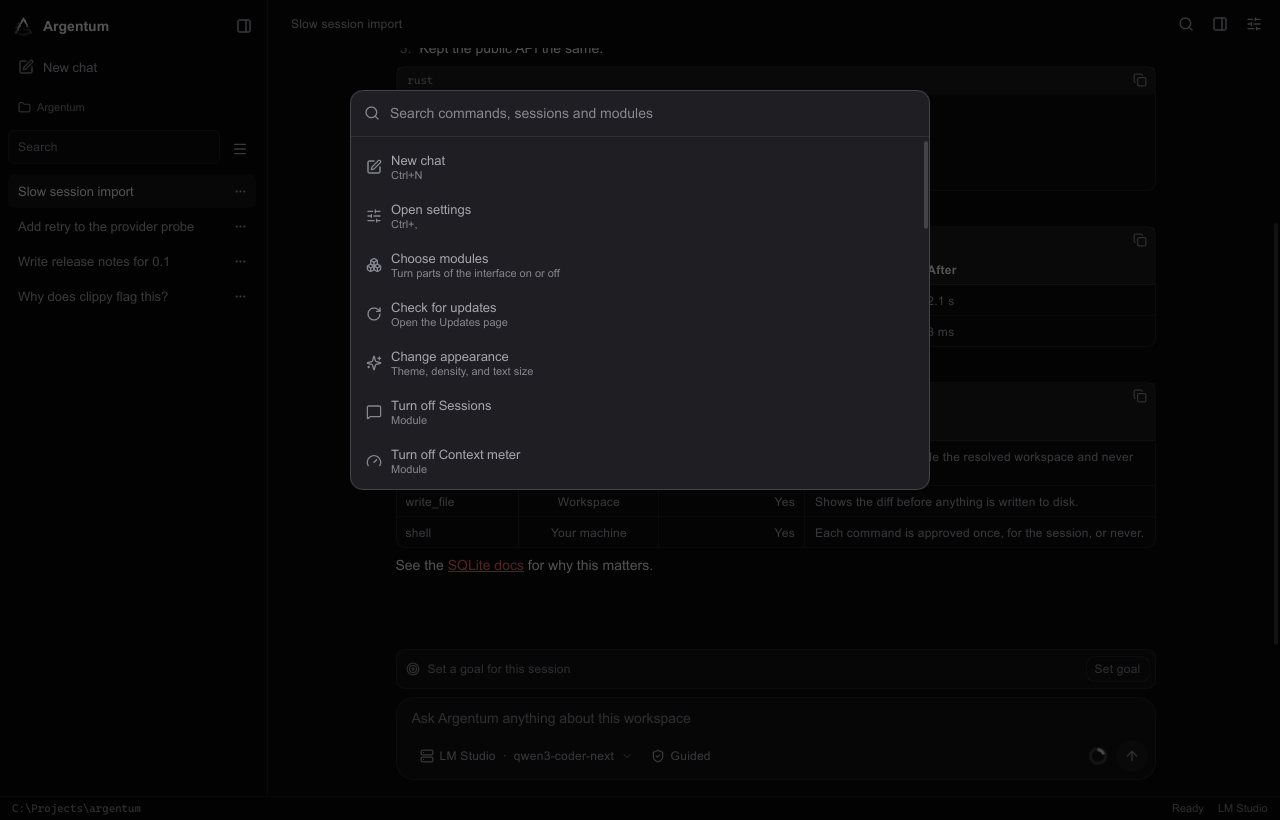 Argentum
New chat
Argentum
Search
Slow session import
Add retry to the provider probe
Write release notes for 0.1
Why does clippy flag this?
Slow session import
3. Kept the public API the same.
rust
Search commands, sessions and modules
New chat
Ctrl+N
Open settings
Ctrl+,
Choose modules
Turn parts of the interface on or off
Check for updates
Open the Updates page
Change appearance
Theme, density, and text size
Turn off Sessions
Module
Turn off Context meter
Module
After
2.1 s
ms
the resolved workspace and never
write_file Workspace Yes Shows the diff before anything is written to disk.
shell Your machine Yes Each command is approved once, for the session, or never.
See the SQLite docs for why this matters.
Set a goal for this session Set goal
Ask Argentum anything about this workspace
LM Studio · qwen3-coder-next Guided
C:\Projects\argentum Ready LM Studio